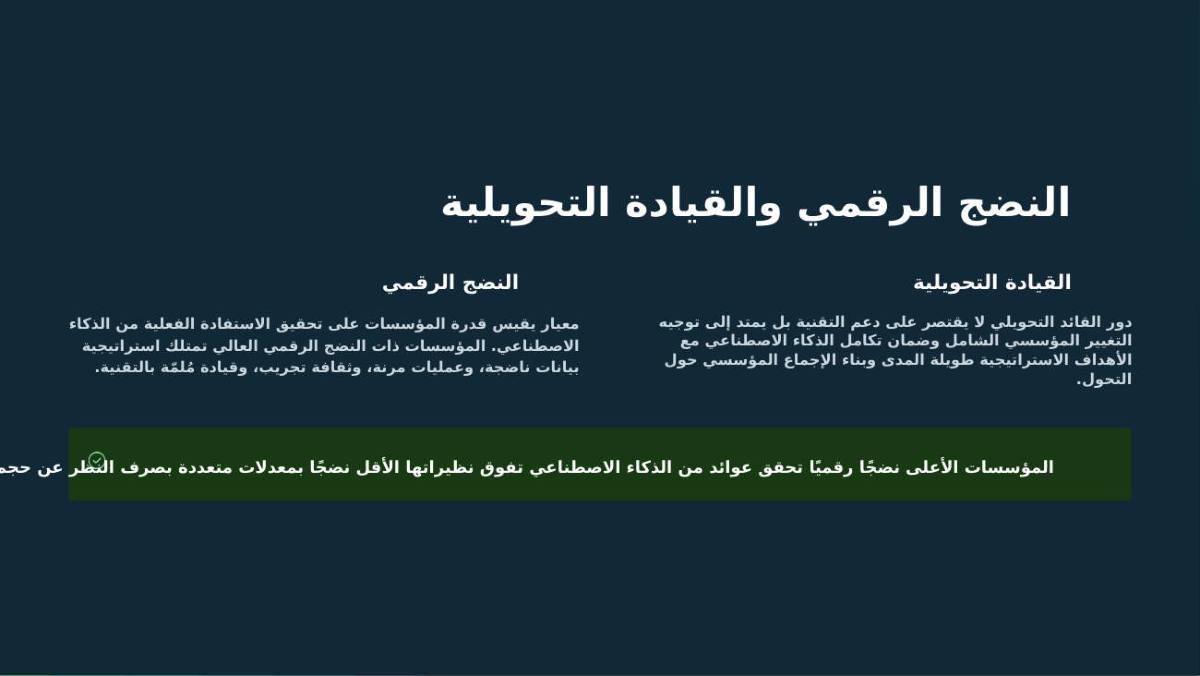 النضج الرقمي والقيادة التحويلية
القيادة التحويلية
دور القائد التحويلي لا يقتصر على دعم التقنية بل يمتد إلى توجيه
التغيير المؤسسي الشامل وضمان تكامل الذكاء الاصطناعي مع
الأهداف الاستراتيجية طويلة المدى وبناء الإجماع المؤسسي حول
التحول.
النضج الرقمي
معيار يقيس قدرة المؤسسات على تحقيق الاستفادة الفعلية من الذكاء
الاصطناعي. المؤسسات ذات النضج الرقمي العالي تمتلك استراتيجية
بيانات ناضجة، وعمليات مرنة، وثقافة تجريب، وقيادة مُلمّة بالتقنية.
المؤسسات الأعلى نضجًا رقميًا تحقق عوائد من الذكاء الاصطناعي تفوق نظيراتها الأقل نضجًا بمعدلات متعددة بصرف النظر عن حجم